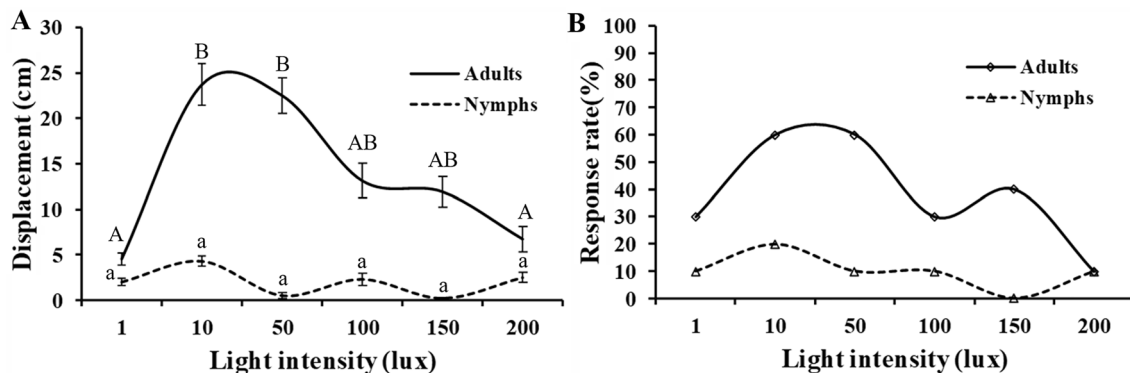 A
Displacement (cm)
30
25
20
15
10
5
0
A
B
B
AB
AB
A
a
a
a
a
a
a
Adults
Nymphs
1 10 50 100 150 200
Light intensity (lux)
B
Response rate(%)
100
90
80
70
60
50
40
30
20
10
0
Adults
Nymphs
1 10 50 100 150 200
Light intensity (lux)